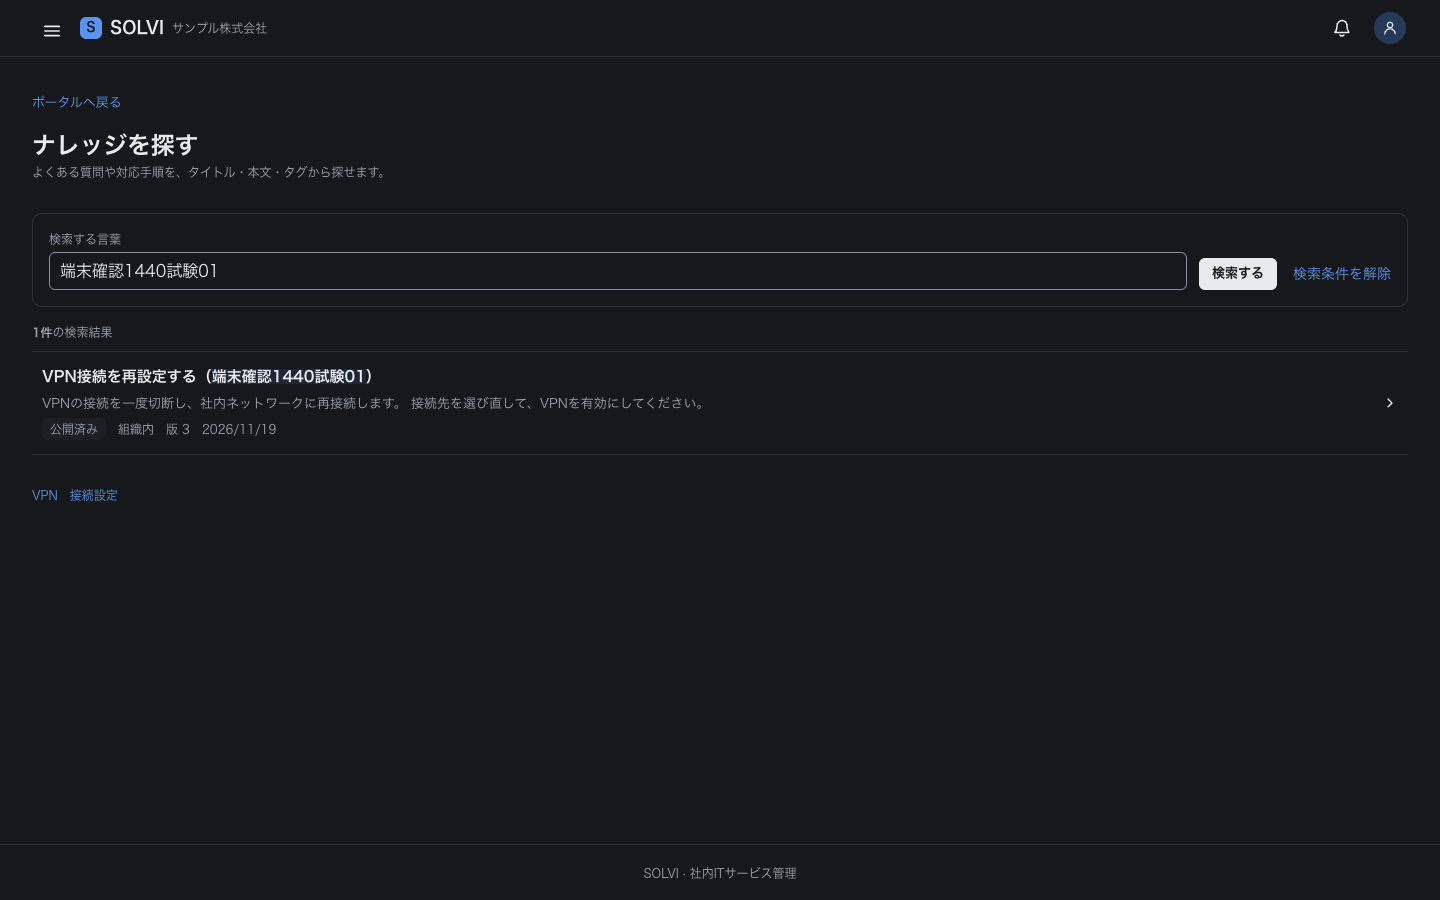 S SOLVI サンプル株式会社
ポータルへ戻る
ナレッジを探す
よくある質問や対応手順を、タイトル・本文・タグから探せます。
検索する言葉
端末確認1440試験01 検索する 検索条件を解除
1件の検索結果
VPN接続を再設定する（端末確認1440試験01）
VPNの接続を一度切断し、社内ネットワークに再接続します。 接続先を選び直して、VPNを有効にしてください。
公開済み 組織内 版 3 2026/11/19
VPN 接続設定
SOLVI · 社内ITサービス管理